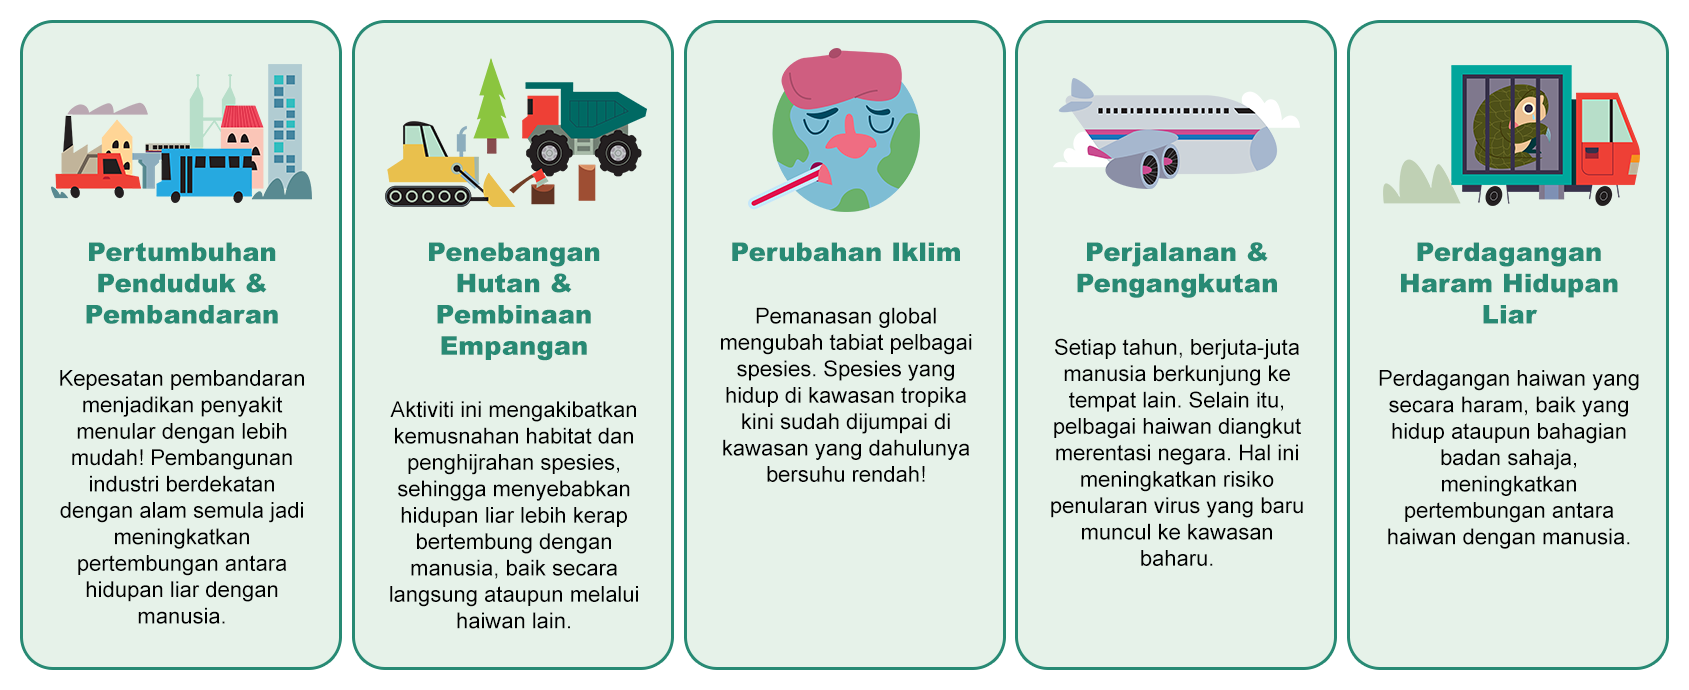 Pertumbuhan
Penduduk &
Pembandaran
Kepesatan pembandaran
menjadikan penyakit
menular dengan lebih
mudah! Pembangunan
industri berdekatan
dengan alam semula jadi
meningkatkan
pertembungan antara
hidupan liar dengan
manusia.
Penebangan
Hutan &
Pembinaan
Empangan
Aktiviti ini mengakibatkan
kemusnahan habitat dan
penghijrahan spesies,
sehingga menyebabkan
hidupan liar lebih kerap
bertembung dengan
manusia, baik secara
langsung ataupun melalui
haiwan lain.
Perubahan Iklim
Pemanasan global
mengubah tabiat pelbagai
spesies. Spesies yang
hidup di kawasan tropika
kini sudah dijumpai di
kawasan yang dahulunya
bersuhu rendah!
Perjalanan &
Pengangkutan
Setiap tahun, berjuta-juta
manusia berkunjung ke
tempat lain. Selain itu,
pelbagai haiwan diangkut
merentasi negara. Hal ini
meningkatkan risiko
penularan virus yang baru
muncul ke kawasan
baharu.
Perdagangan
Haram Hidupan
Liar
Perdagangan haiwan yang
secara haram, baik yang
hidup ataupun bahagian
badan sahaja,
meningkatkan
pertembungan antara
haiwan dengan manusia.